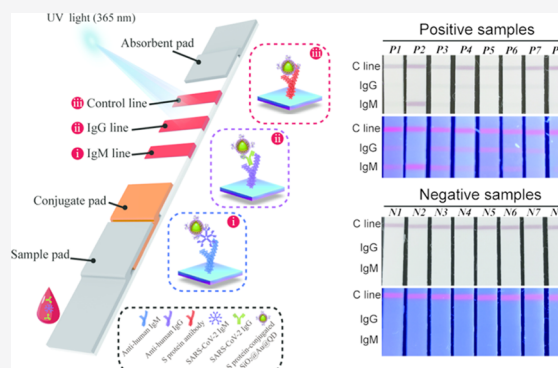 UV light (365 nm)
Absorbent pad
iii Control line
ii IgG line
i IgM line
Conjugate pad
Sample pad
iii
ii
i
Anti-human IgM
Anti-human IgG
S protein antibody
SARS-CoV-2 IgM
SARS-CoV-2 IgG
S protein-conjugated
SiO2@Au@QD
Positive samples
P1 P2 P3 P4 P5 P6 P7
C line
IgG
IgM
C line
IgG
IgM
Negative samples
N1 N2 N3 N4 N5 N6 N7
C line
IgG
IgM
C line
IgG
IgM